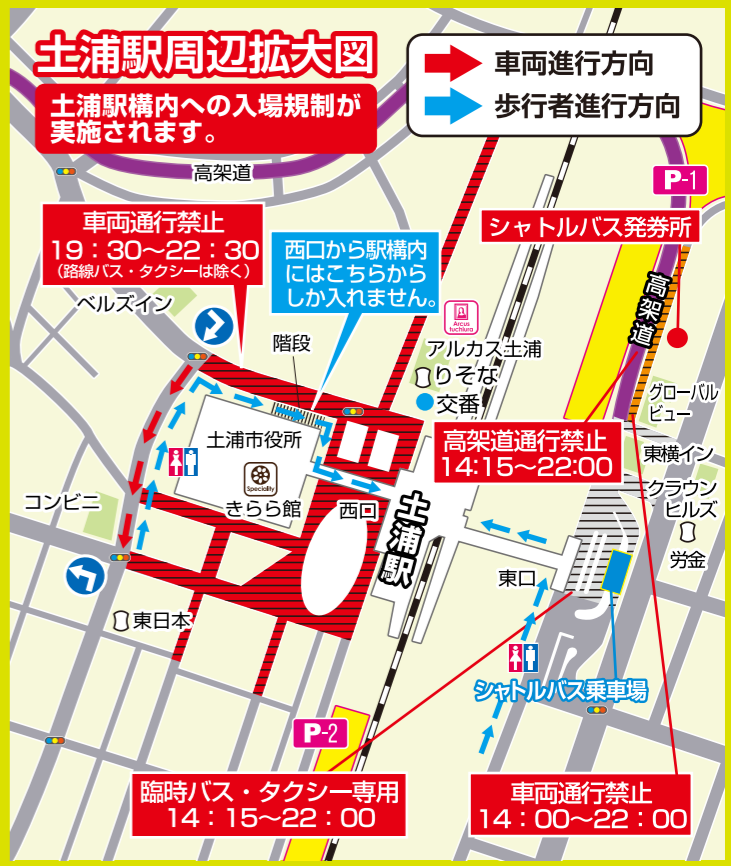 土浦駅周辺拡大図
土浦駅構内への入場規制が
実施されます。
車両進行方向
歩行者進行方向
高架道
P-1
車両通行禁止
19：30〜22：30
（路線バス・タクシーは除く）
西口から駅構内
にはこちらから
しか入れません。
シャトルバス発券所
高架道
ベルズイン
階段
Arcus
tuchiura
アルカス土浦
りそな
交番
グローバル
ビュー
土浦市役所
高架道通行禁止
14:15〜22:00
東横イン
Speciality
きらら館
西口
土浦駅
クラウン
ヒルズ
コンビニ
労金
東口
東日本
シャトルバス乗車場
P-2
臨時バス・タクシー専用
14：15〜22：00
車両通行禁止
14：00〜22：00